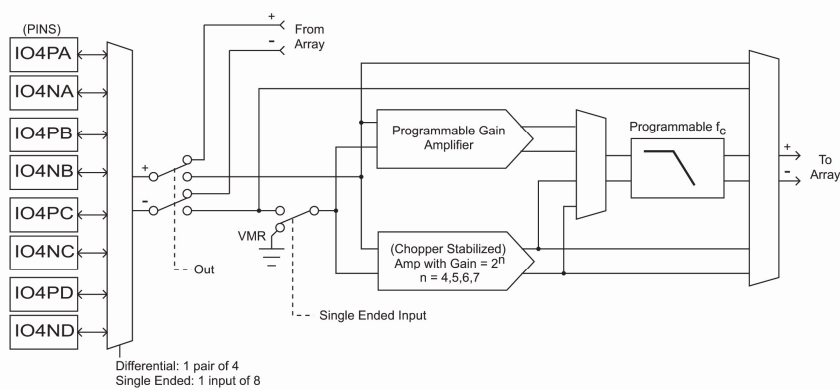 (PINS)
IO4PA
IO4NA
IO4PB
IO4NB
IO4PC
IO4NC
IO4PD
IO4ND
+
-
+
-
From
Array
Out
VMR
Single Ended Input
Differential: 1 pair of 4
Single Ended: 1 input of 8
Programmable Gain
Amplifier
(Chopper Stabilized)
Amp with Gain = 2^n
n = 4,5,6,7
Programmable fc
+
-
To
Array